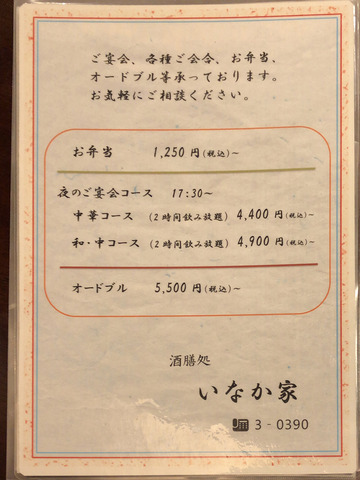 ご宴会、各種ご会合、お弁当、
オードブル等承っております。
お気軽にご相談ください。
お弁当 1,250円(税込)~
夜のご宴会コース 17:30~
中華コース (2時間飲み放題) 4,400円(税込)~
和・中コース (2時間飲み放題) 4,900円(税込)~
オードブル 5,500円(税込)~
酒膳処
いなか家
3-0390